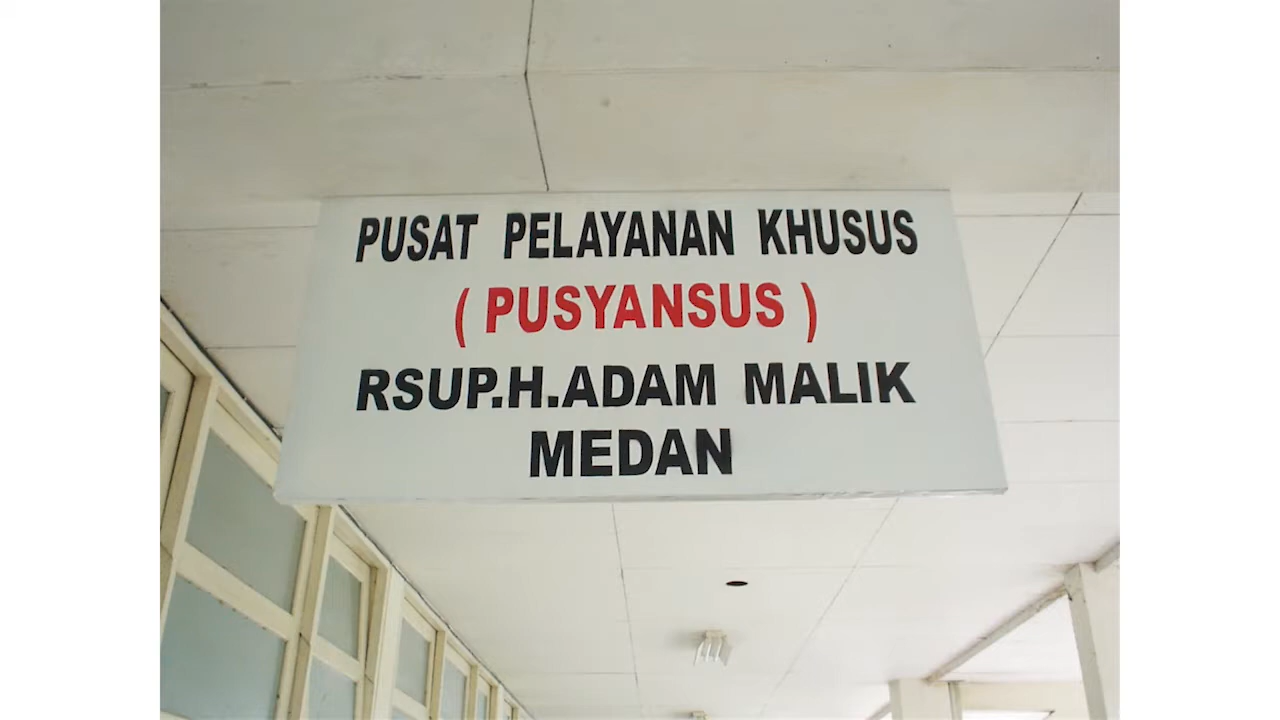 PUSAT PELAYANAN KHUSUS
( PUSYANSUS )
RSUP.H.ADAM MALIK
MEDAN